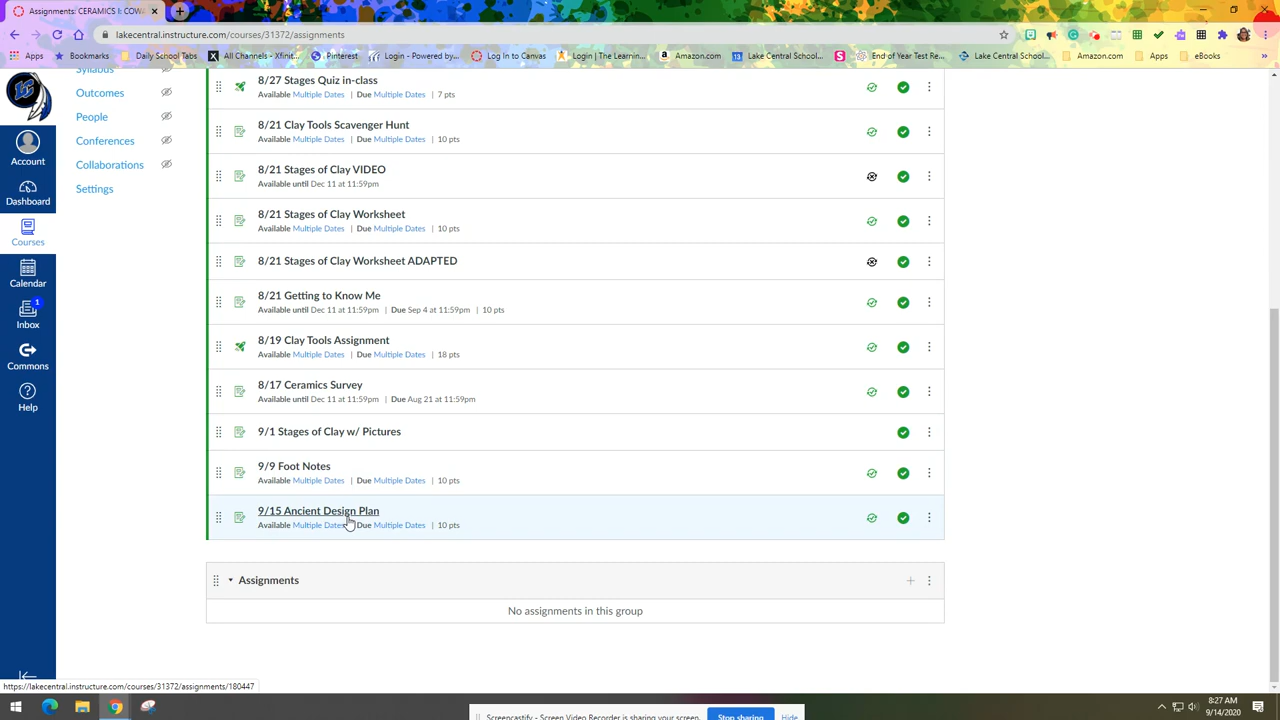 Assignments: CERAMICS I: COW
lakecentral.instructure.com/courses/31372/assignments
Apps Bookmarks Daily School Tabs All Channels - Xfinit... Pinterest Login - Powered by... Log In to Canvas Login | The Learnin... Amazon.com Lake Central School... End of Year Test Re... Lake Central School... Amazon.com Apps eBooks »
Syllabus
Outcomes
People
Conferences
Collaborations
Settings
Account
Dashboard
Courses
Calendar
1
Inbox
Commons
Help
8/27 Stages Quiz in-class
Available Multiple Dates | Due Multiple Dates | 7 pts
8/21 Clay Tools Scavenger Hunt
Available Multiple Dates | Due Multiple Dates | 10 pts
8/21 Stages of Clay VIDEO
Available until Dec 11 at 11:59pm
8/21 Stages of Clay Worksheet
Available Multiple Dates | Due Multiple Dates | 10 pts
8/21 Stages of Clay Worksheet ADAPTED
8/21 Getting to Know Me
Available until Dec 11 at 11:59pm | Due Sep 4 at 11:59pm | 10 pts
8/19 Clay Tools Assignment
Available Multiple Dates | Due Multiple Dates | 18 pts
8/17 Ceramics Survey
Available until Dec 11 at 11:59pm | Due Aug 21 at 11:59pm
9/1 Stages of Clay w/ Pictures
9/9 Foot Notes
Available Multiple Dates | Due Multiple Dates | 10 pts
9/15 Ancient Design Plan
Available Multiple Dates Due Multiple Dates | 10 pts
Assignments
No assignments in this group
https://lakecentral.instructure.com/courses/31372/assignments/180447
Screencastify - Screen Video Recorder is sharing your screen. Stop sharing Hide
8:27 AM
9/14/2020